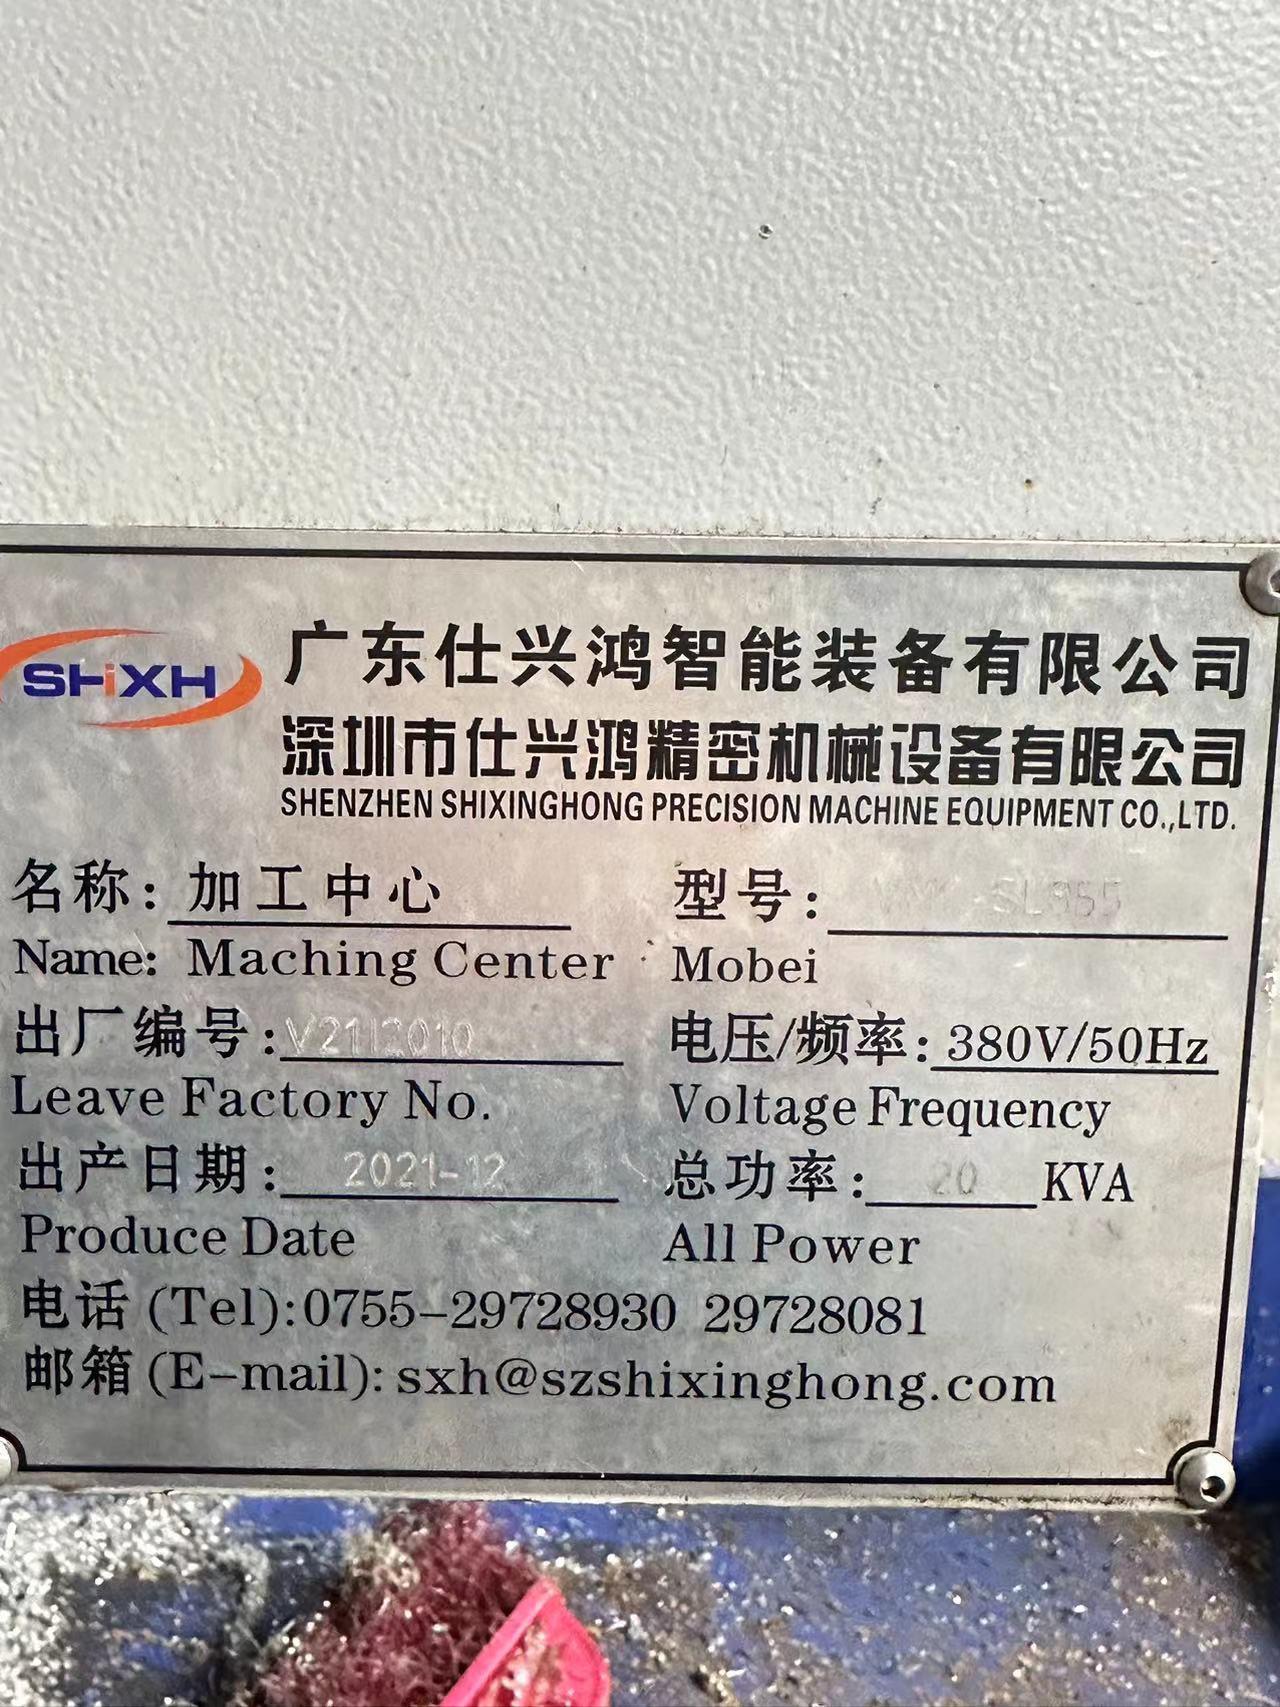 SHiXH
广东仕兴鸿智能装备有限公司
深圳市仕兴鸿精密机械设备有限公司
SHENZHEN SHIXINGHONG PRECISION MACHINE EQUIPMENT CO.,LTD.
名称: 加工中心 型号: SL855
Name: Maching Center Mobei
出厂编号: 电压/频率: 380V/50Hz
Leave Factory No. Voltage Frequency
出产日期: 2021-12 总功率: 20 KVA
Produce Date All Power
电话 (Tel):0755-29728930 29728081
邮箱 (E-mail): sxh@szshixinghong.com